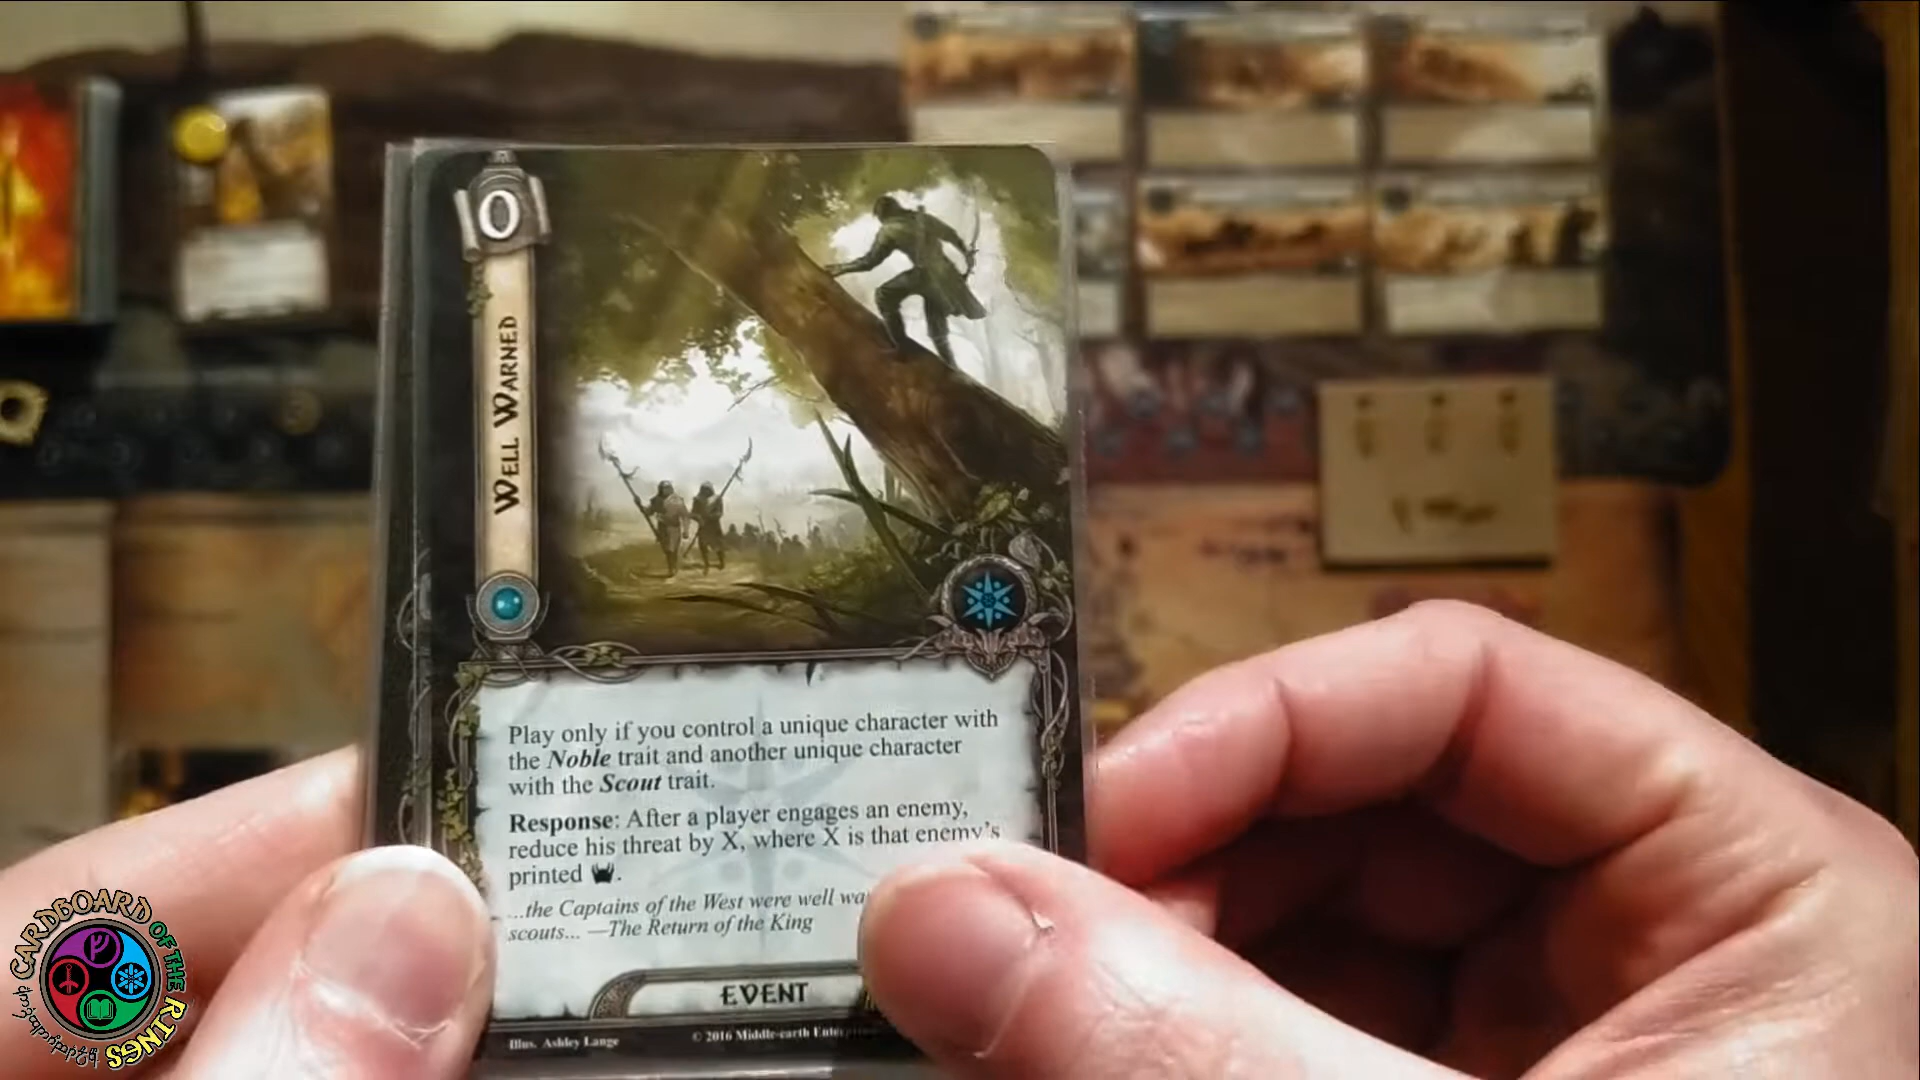 0
WELL WARNED
Play only if you control a unique character with
the Noble trait and another unique character
with the Scout trait.
Response: After a player engages an enemy,
reduce his threat by X, where X is that enemy's
printed .
...the Captains of the West were well
scouts... —The Return of the King
EVENT
Illus. Ashley Lange
© 2016 Middle-earth
CARDBOARD OF THE RINGS